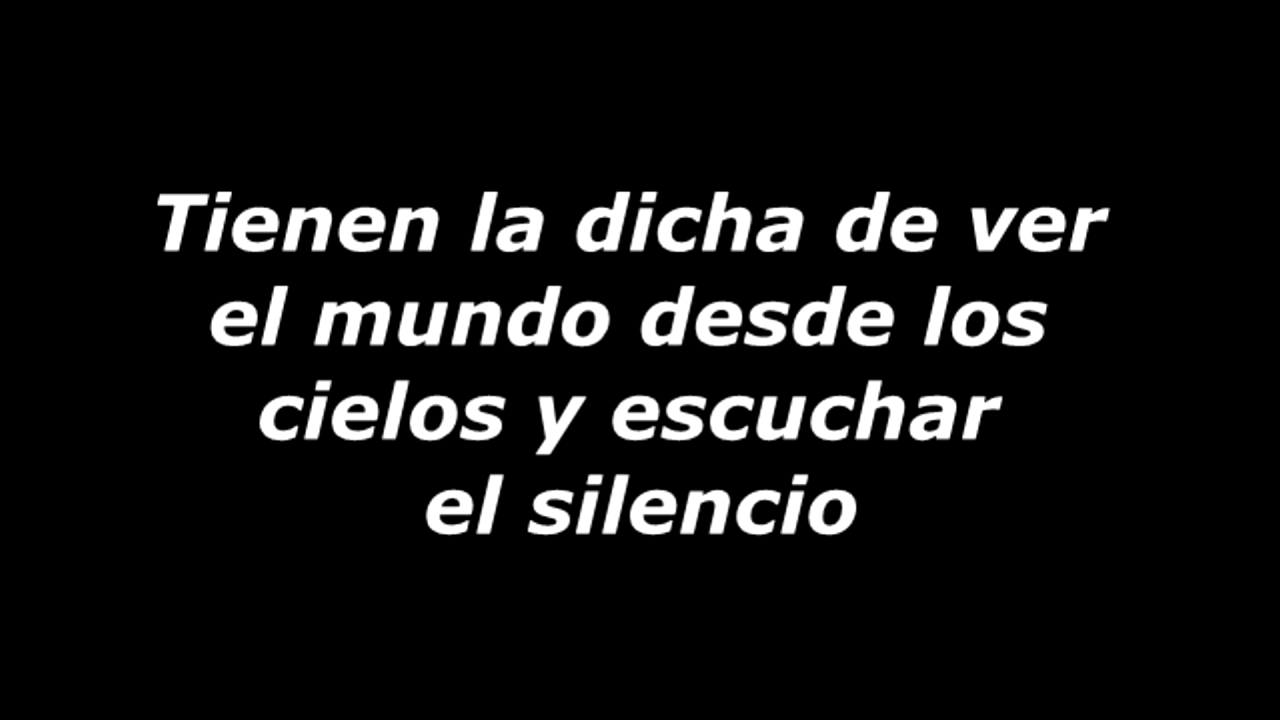 Tienen la dicha de ver
el mundo desde los
cielos y escuchar
el silencio